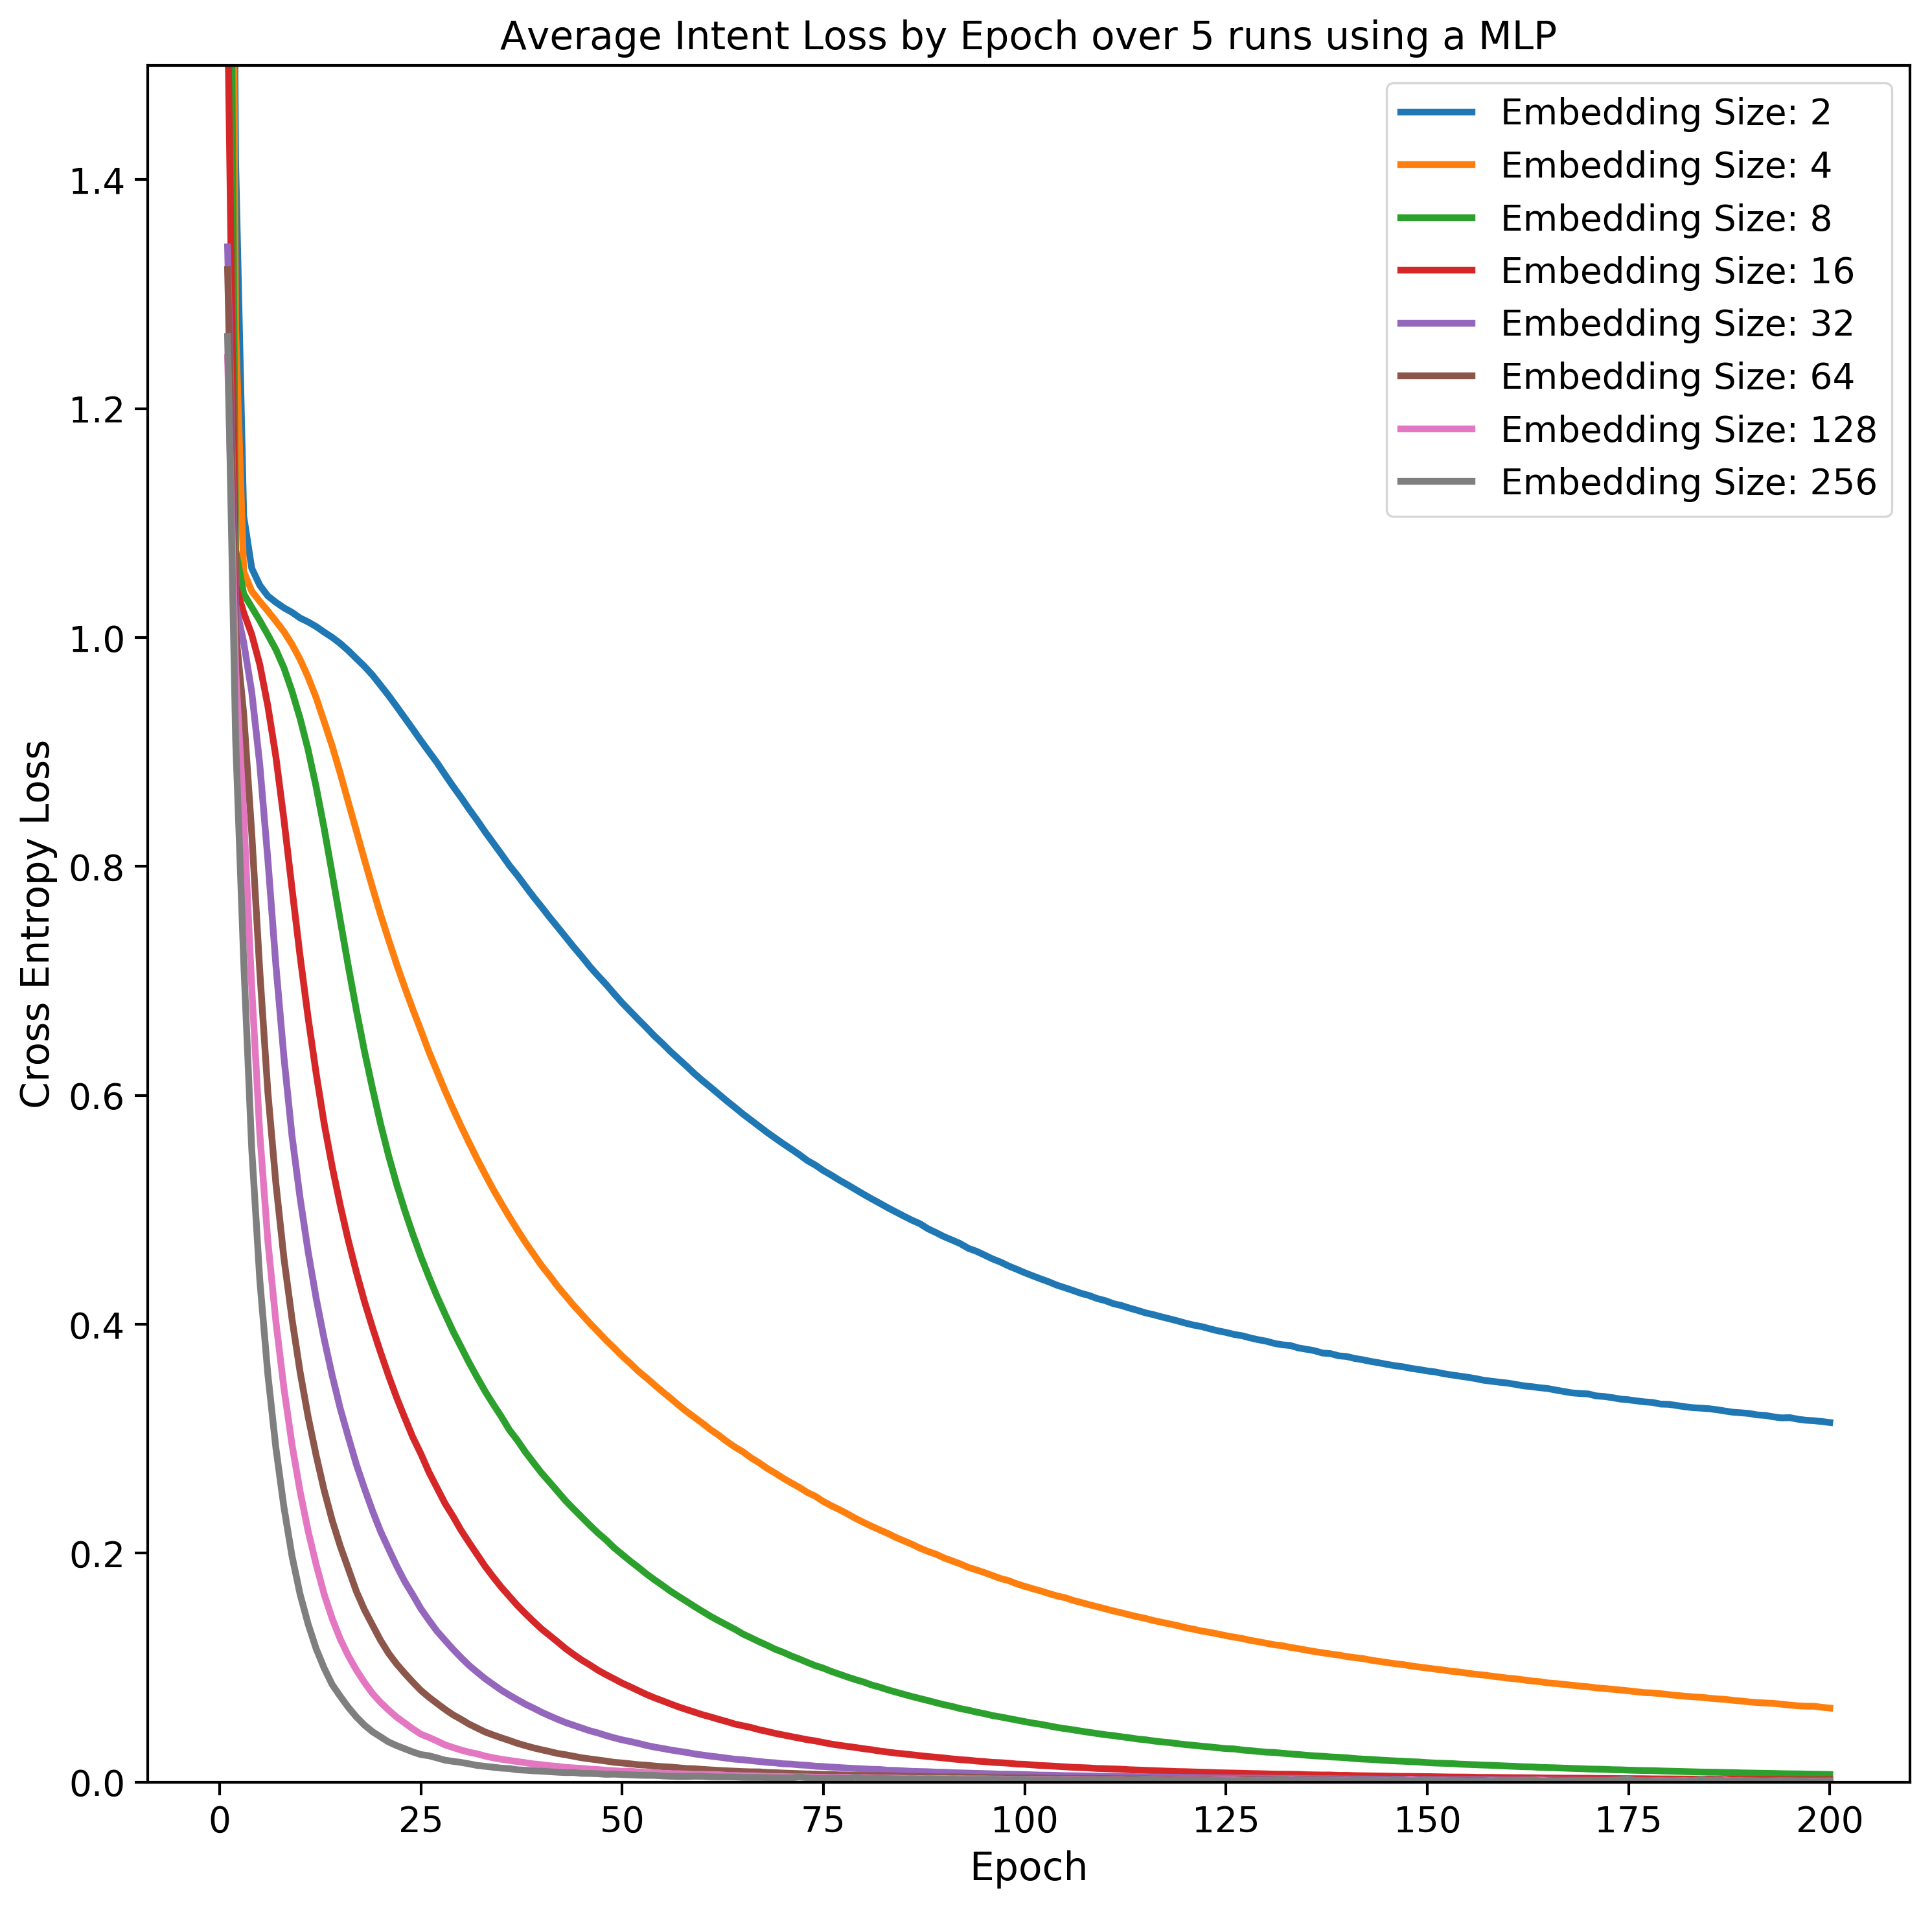 Average Intent Loss by Epoch over 5 runs using a MLP
Embedding Size: 2
Embedding Size: 4
Embedding Size: 8
Embedding Size: 16
Embedding Size: 32
Embedding Size: 64
Embedding Size: 128
Embedding Size: 256
Cross Entropy Loss
1.4
1.2
1.0
0.8
0.6
0.4
0.2
0.0
0 25 50 75 100 125 150 175 200
Epoch